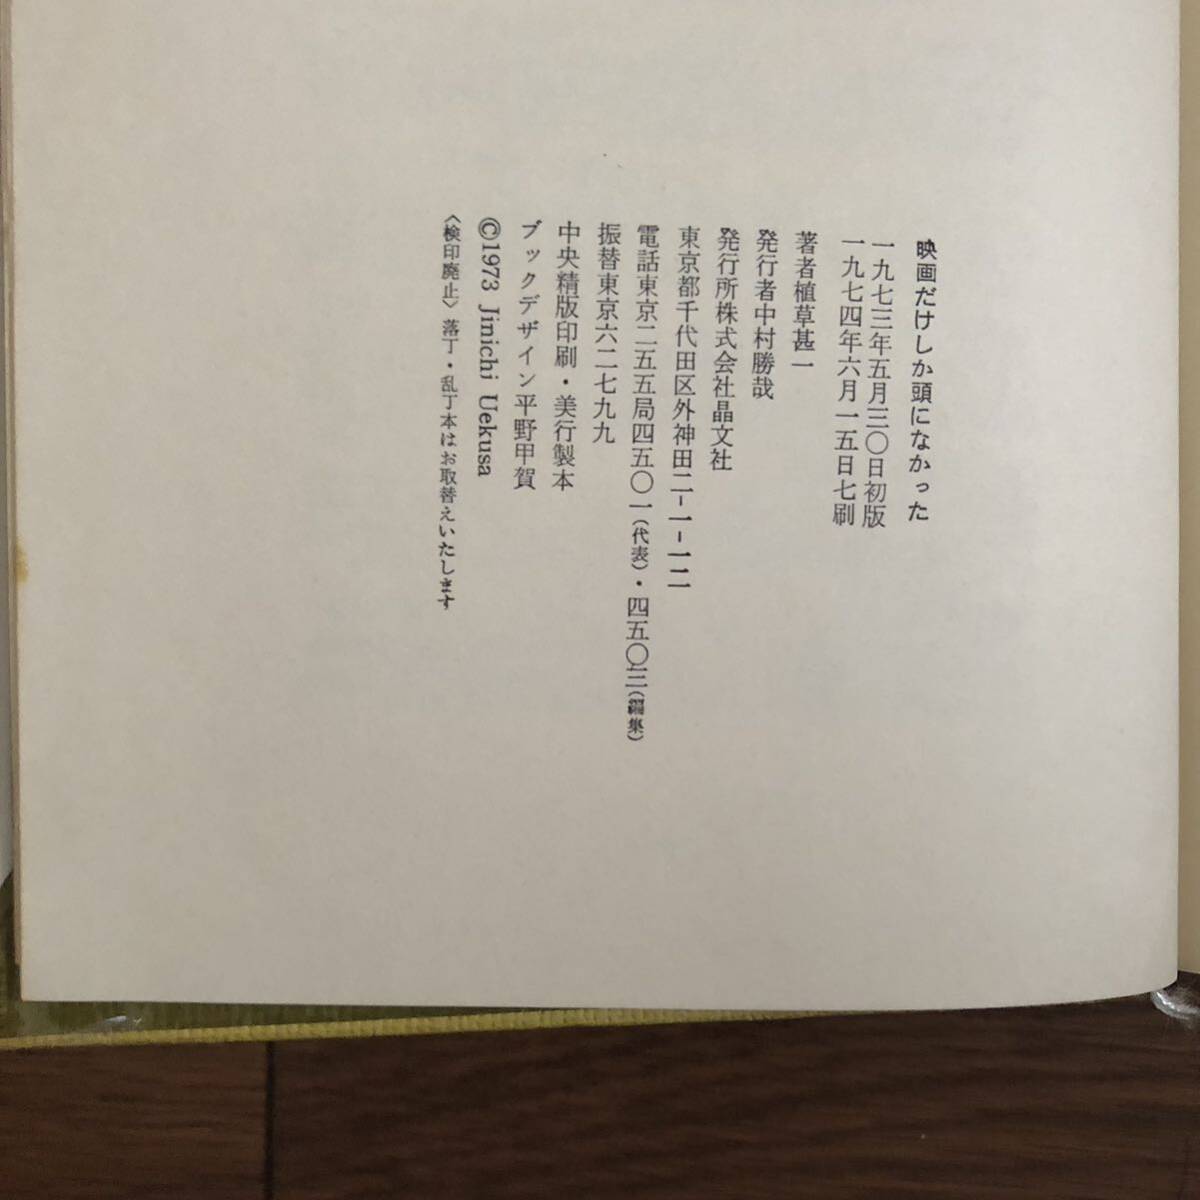 映画だけしか頭になかった
一九七三年五月三〇日初版
一九七四年六月一五日七刷
著者植草甚一
発行者中村勝哉
発行所株式会社晶文社
東京都千代田区外神田二-一-一二
電話東京二五五局四五〇一(代表)・四五〇三(編集)
振替東京六二七九九
中央精版印刷・美行製本
ブックデザイン平野甲賀
©1973 Jinichi Uekusa
〈検印廃止〉落丁・乱丁本はお取替えいたします